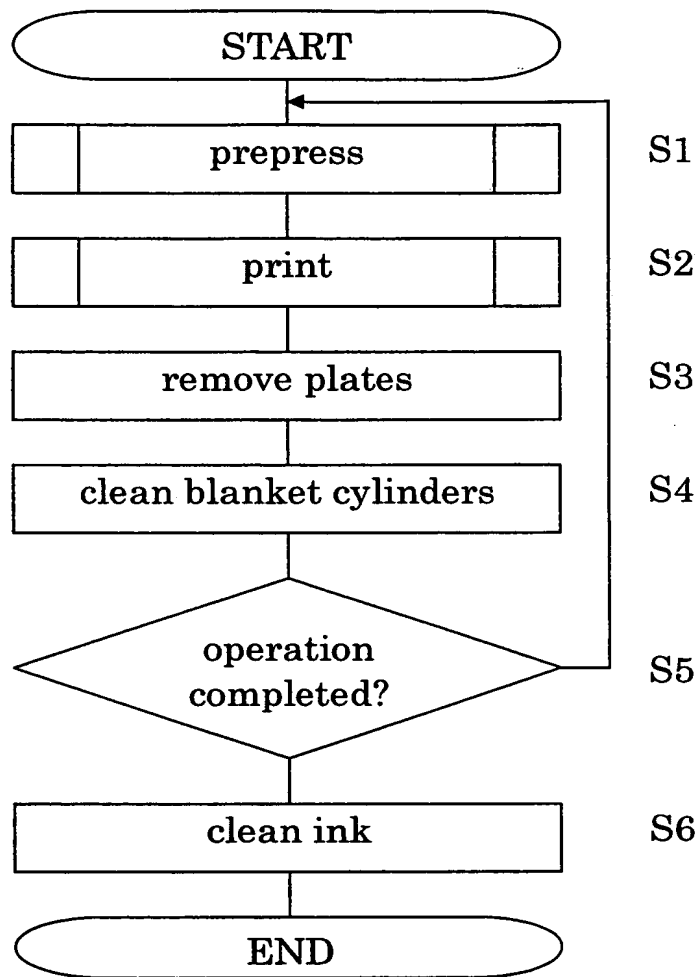 START
prepress S1
print S2
remove plates S3
clean blanket cylinders S4
operation
completed? S5
clean ink S6
END